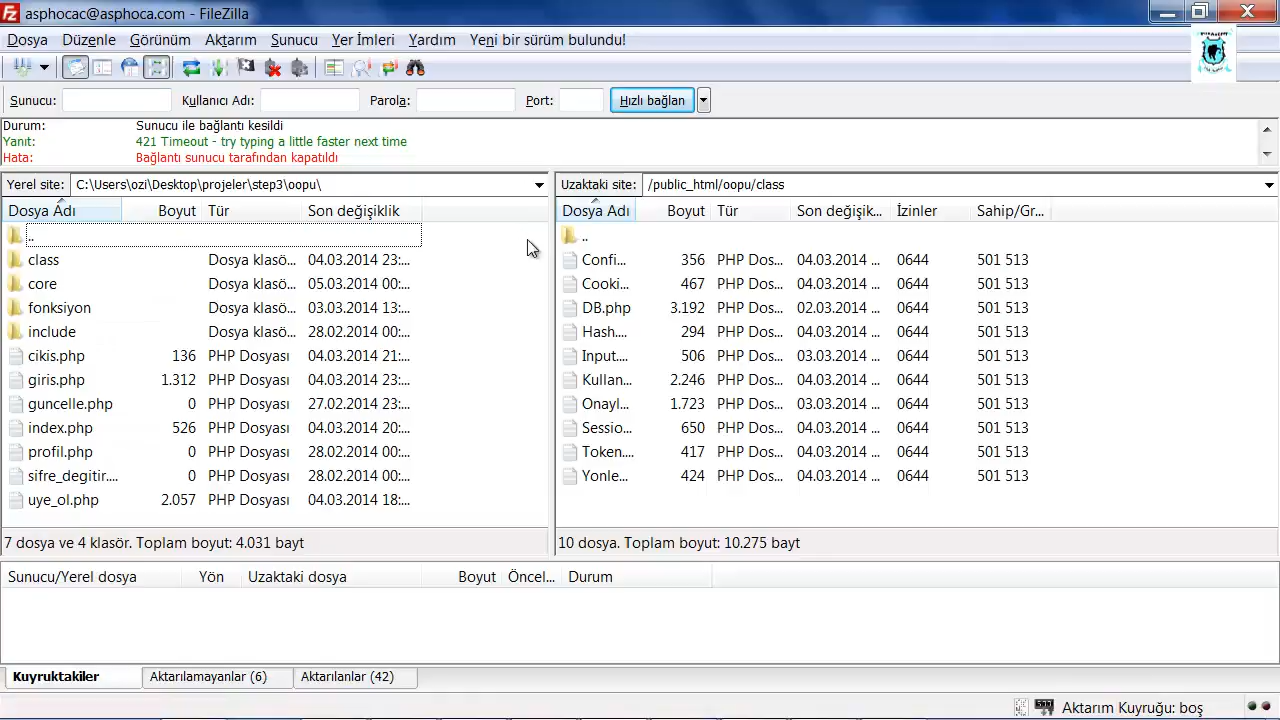 asphocac@asphoca.com - FileZilla
Dosya Düzenle Görünüm Aktarım Sunucu Yer İmleri Yardım Yeni bir sürüm bulundu!
Sunucu: Kullanıcı Adı: Parola: Port: Hızlı bağlan
Durum: Sunucu ile bağlantı kesildi
Yanıt: 421 Timeout - try typing a little faster next time
Hata: Bağlantı sunucu tarafından kapatıldı
Yerel site: C:\Users\ozi\Desktop\projeler\step3\oopu\
Dosya Adı Boyut Tür Son değişiklik
..
class Dosya klasö... 04.03.2014 23:...
core Dosya klasö... 05.03.2014 00:...
fonksiyon Dosya klasö... 03.03.2014 13:...
include Dosya klasö... 28.02.2014 00:...
cikis.php 136 PHP Dosyası 04.03.2014 21:...
giris.php 1.312 PHP Dosyası 04.03.2014 23:...
guncelle.php 0 PHP Dosyası 27.02.2014 23:...
index.php 526 PHP Dosyası 04.03.2014 20:...
profil.php 0 PHP Dosyası 28.02.2014 00:...
sifre_degitir.... 0 PHP Dosyası 28.02.2014 00:...
uye_ol.php 2.057 PHP Dosyası 04.03.2014 18:...
7 dosya ve 4 klasör. Toplam boyut: 4.031 bayt
Uzaktaki site: /public_html/oopu/class
Dosya Adı Boyut Tür Son değişik... İzinler Sahip/Gr...
..
Confi... 356 PHP Dos... 04.03.2014 ... 0644 501 513
Cooki... 467 PHP Dos... 04.03.2014 ... 0644 501 513
DB.php 3.192 PHP Dos... 02.03.2014 ... 0644 501 513
Hash.... 294 PHP Dos... 04.03.2014 ... 0644 501 513
Input.... 506 PHP Dos... 03.03.2014 ... 0644 501 513
Kullan... 2.246 PHP Dos... 04.03.2014 ... 0644 501 513
Onayl... 1.723 PHP Dos... 03.03.2014 ... 0644 501 513
Sessio... 650 PHP Dos... 04.03.2014 ... 0644 501 513
Token.... 417 PHP Dos... 04.03.2014 ... 0644 501 513
Yonle... 424 PHP Dos... 04.03.2014 ... 0644 501 513
10 dosya. Toplam boyut: 10.275 bayt
Sunucu/Yerel dosya Yön Uzaktaki dosya Boyut Öncel... Durum
Kuyruktakiler Aktarılamayanlar (6) Aktarılanlar (42)
Aktarım Kuyruğu: boş